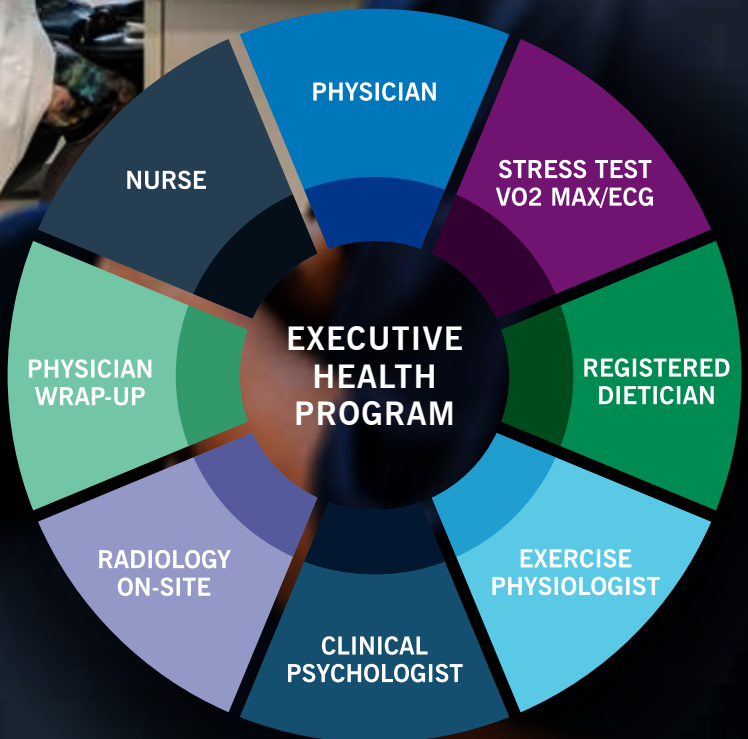 PHYSICIAN
STRESS TEST
VO2 MAX/ECG
REGISTERED
DIETICIAN
EXERCISE
PHYSIOLOGIST
CLINICAL
PSYCHOLOGIST
RADIOLOGY
ON-SITE
PHYSICIAN
WRAP-UP
NURSE
EXECUTIVE
HEALTH
PROGRAM